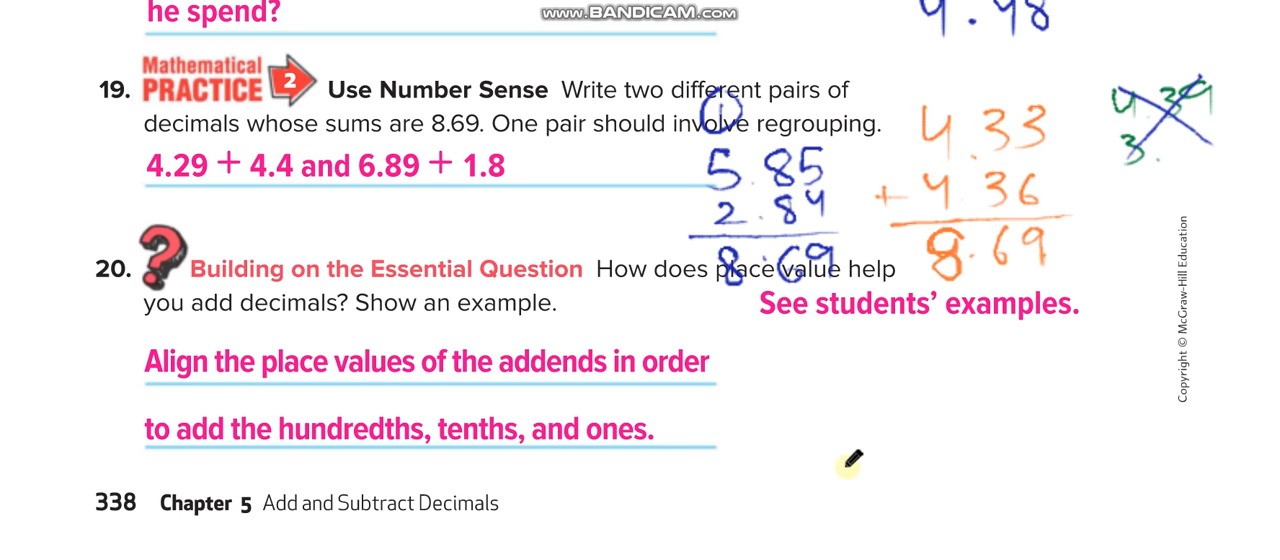 www.BANDICAM.com
he spend?
4.48
19. Mathematical PRACTICE 2 Use Number Sense Write two different pairs of
decimals whose sums are 8.69. One pair should involve regrouping.
4.29 + 4.4 and 6.89 + 1.8
1
5.85
2.84
8.69
4.33
+ 4.36
8.69
4.39
3.
20. ? Building on the Essential Question How does place value help
you add decimals? Show an example.
See students’ examples.
Align the place values of the addends in order
to add the hundredths, tenths, and ones.
Copyright © McGraw-Hill Education
338 Chapter 5 Add and Subtract Decimals